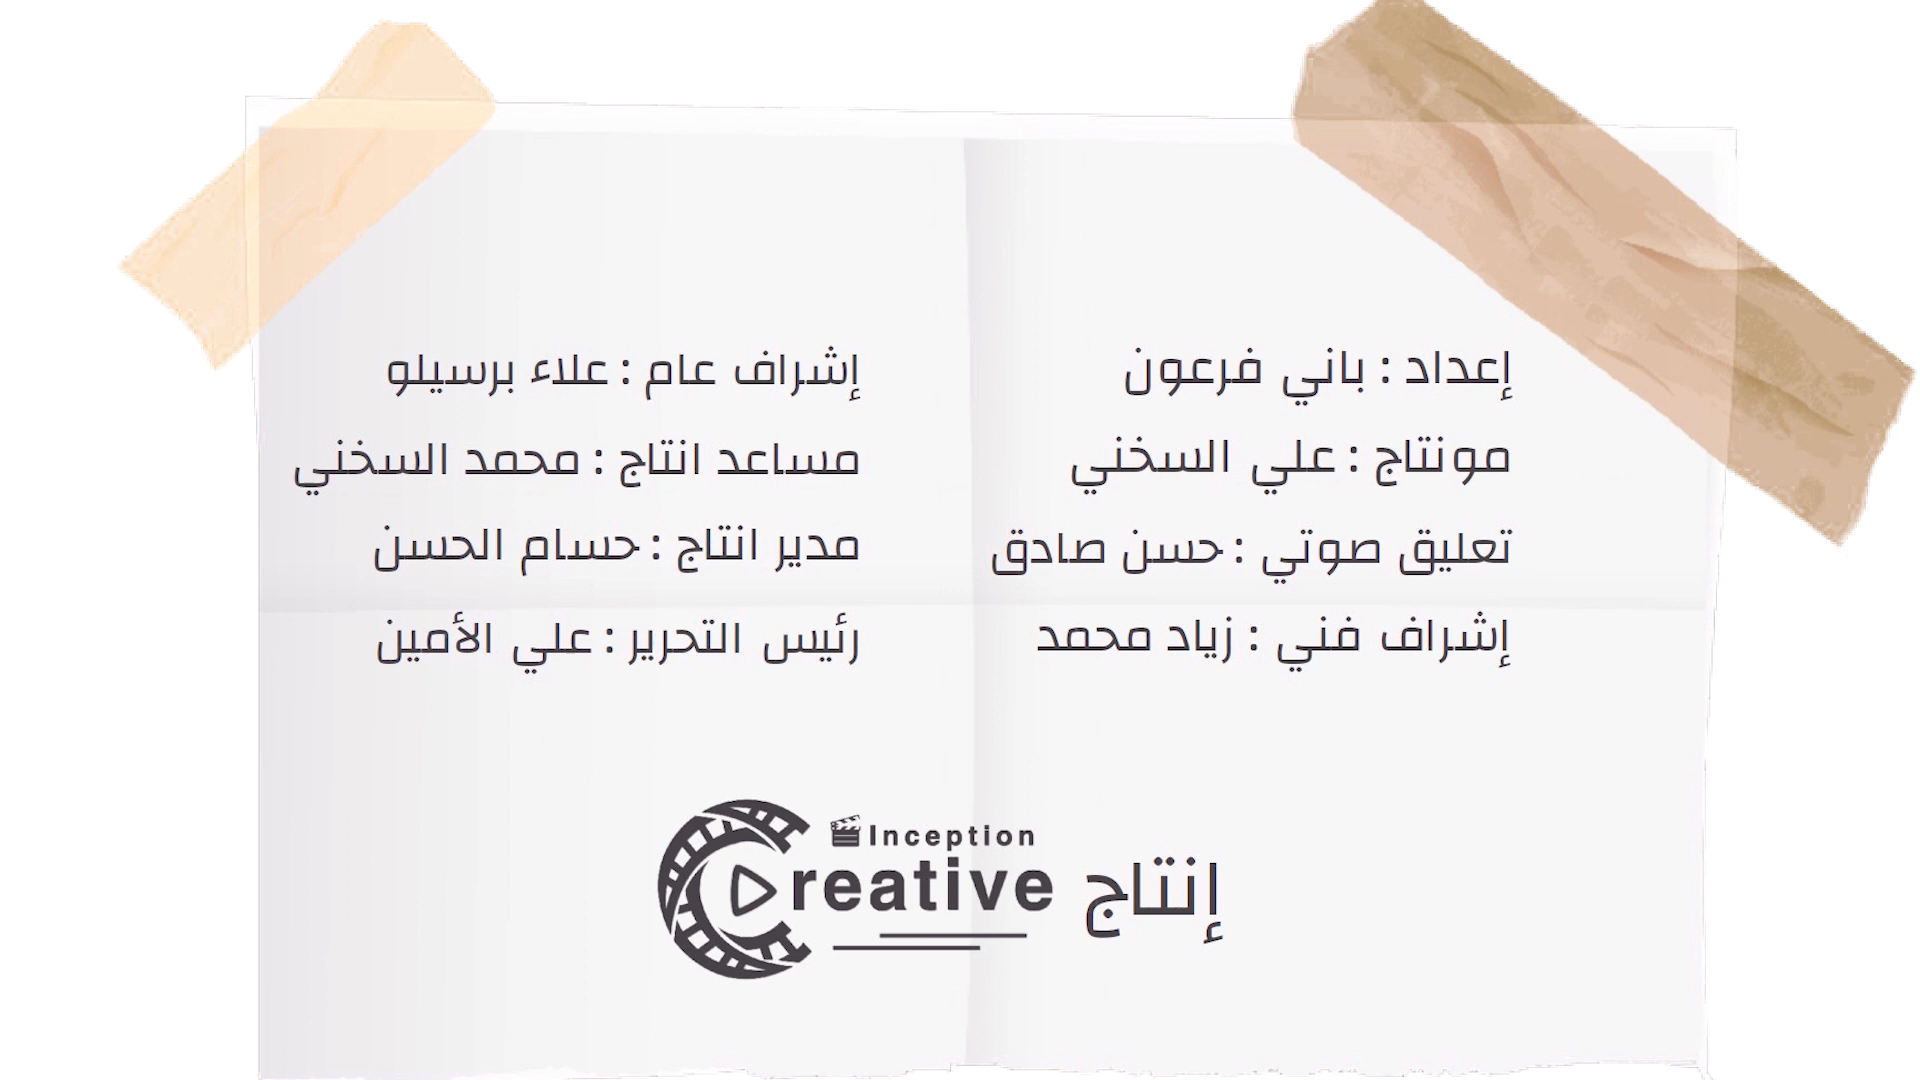 إعداد : باني فرعون
مونتاج : علي السخني
تعليق صوتي : حسن صادق
إشراف فني : زياد محمد
إشراف عام : علاء برسيلو
مساعد انتاج : محمد السخني
مدير انتاج : حسام الحسن
رئيس التحرير : علي الأمين
إنتاج
Inception
Creative